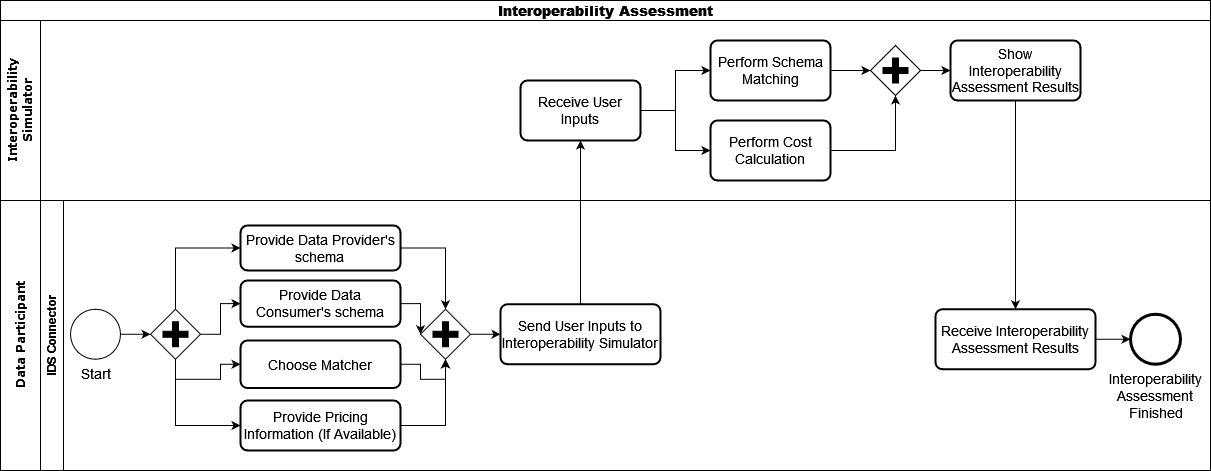 Interoperability Assessment
Interoperability
Simulator
Receive User
Inputs
Perform Schema
Matching
Perform Cost
Calculation
Show
Interoperability
Assessment Results
Data Participant
IDS Connector
Start
Provide Data Provider's
schema
Provide Data
Consumer's schema
Choose Matcher
Provide Pricing
Information (If Available)
Send User Inputs to
Interoperability Simulator
Receive Interoperability
Assessment Results
Interoperability
Assessment
Finished